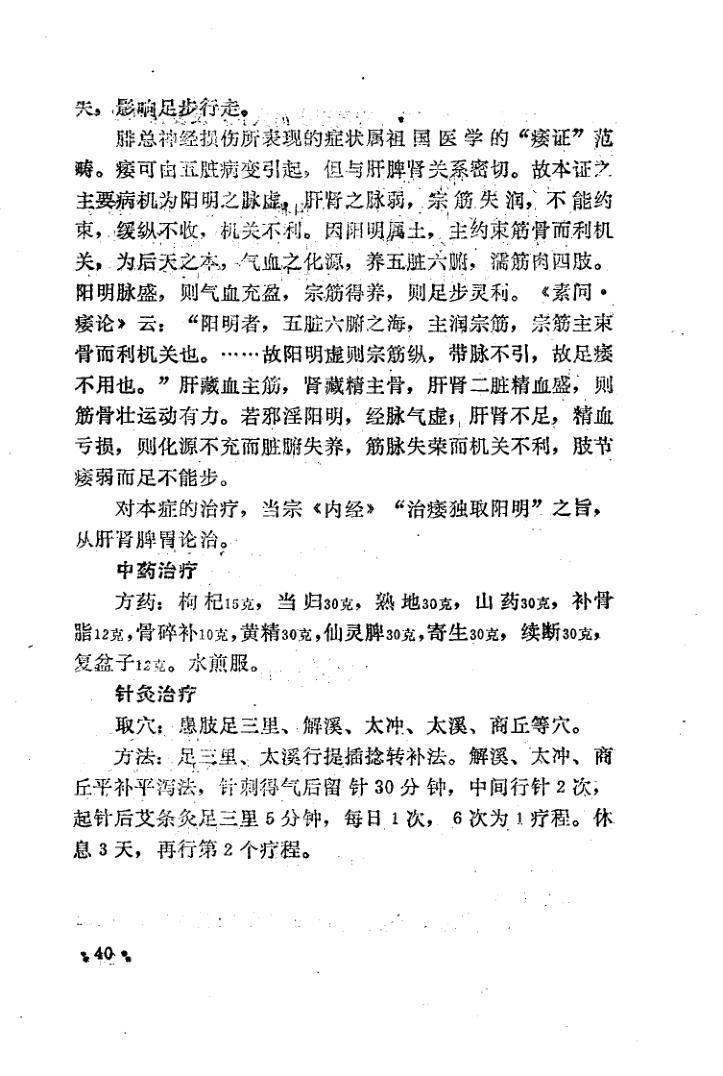 失。影响足步行走。
腓总神经损伤所表现的症状属祖国医学的“痿证”范
畴。痿可由五脏病变引起，但与肝脾肾关系密切。故本证之
主要病机为阳明之脉虚，肝肾之脉弱，宗筋失润，不能约
束，缓纵不收，机关不利。因阳明属土，主约束筋骨而利机
关，为后天之本，气血之化源，养五脏六腑，濡筋肉四肢。
阳明脉盛，则气血充盈，宗筋得养，则足步灵利。《素问·
痿论》云：“阳明者，五脏六腑之海，主润宗筋，宗筋主束
骨而利机关也。……故阳明虚则宗筋纵，带脉不引，故足痿
不用也。”肝藏血主筋，肾藏精主骨，肝肾二脏精血盛，则
筋骨壮运动有力。若邪淫阳明，经脉气虚，肝肾不足，精血
亏损，则化源不充而脏腑失养，筋脉失荣而机关不利，肢节
痿弱而足不能步。
对本症的治疗，当宗《内经》“治痿独取阳明”之旨，
从肝肾脾胃论治。
中药治疗
方药：枸杞15克，当归30克，熟地30克，山药30克，补骨
脂12克，骨碎补10克，黄精30克，仙灵脾30克，寄生30克，续断30克，
复盆子12克。水煎服。
针灸治疗
取穴：患肢足三里、解溪、太冲、太溪、商丘等穴。
方法：足三里、太溪行提插捻转补法。解溪、太冲、商
丘平补平泻法，针刺得气后留针30分钟，中间行针2次，
起针后艾条灸足三里5分钟，每日1次，6次为1疗程。休
息3天，再行第2个疗程。
·40·